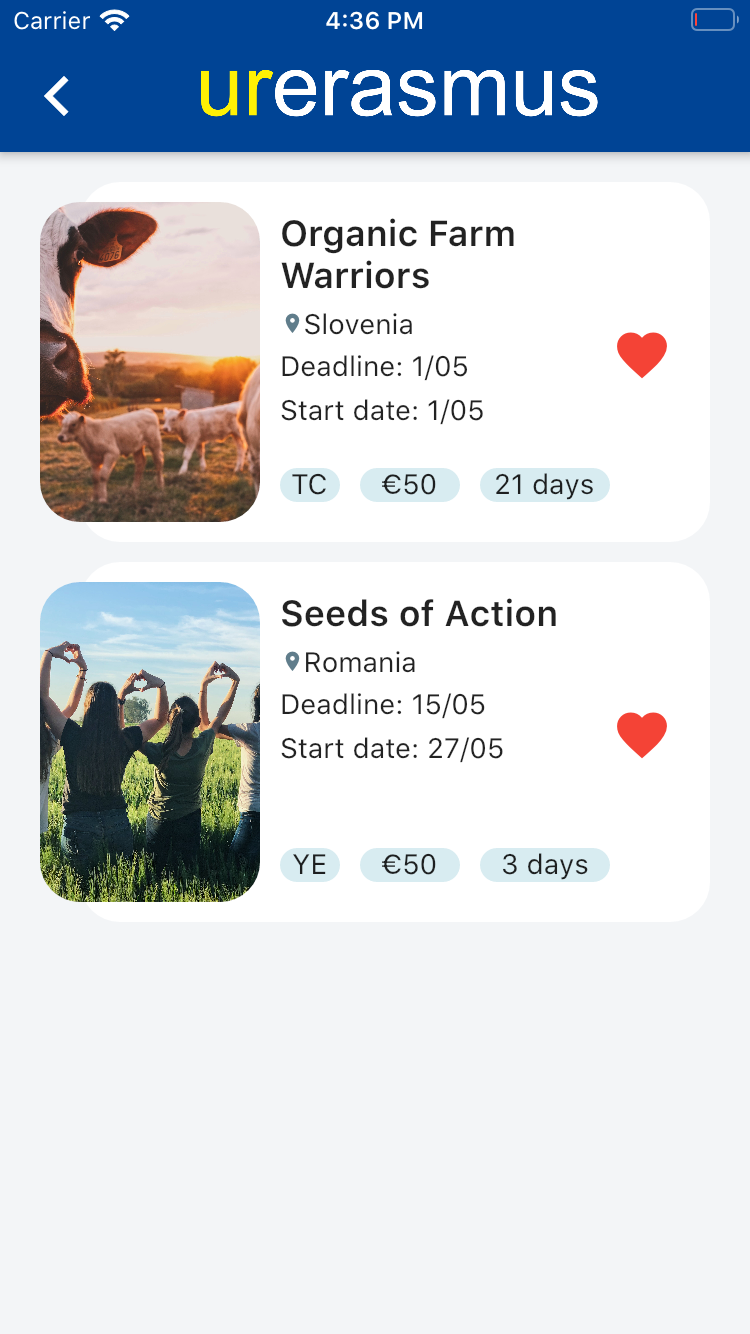 Carrier 4:36 PM
urerasmus
Organic Farm
Warriors
Slovenia
Deadline: 1/05
Start date: 1/05
TC €50 21 days
Seeds of Action
Romania
Deadline: 15/05
Start date: 27/05
YE €50 3 days